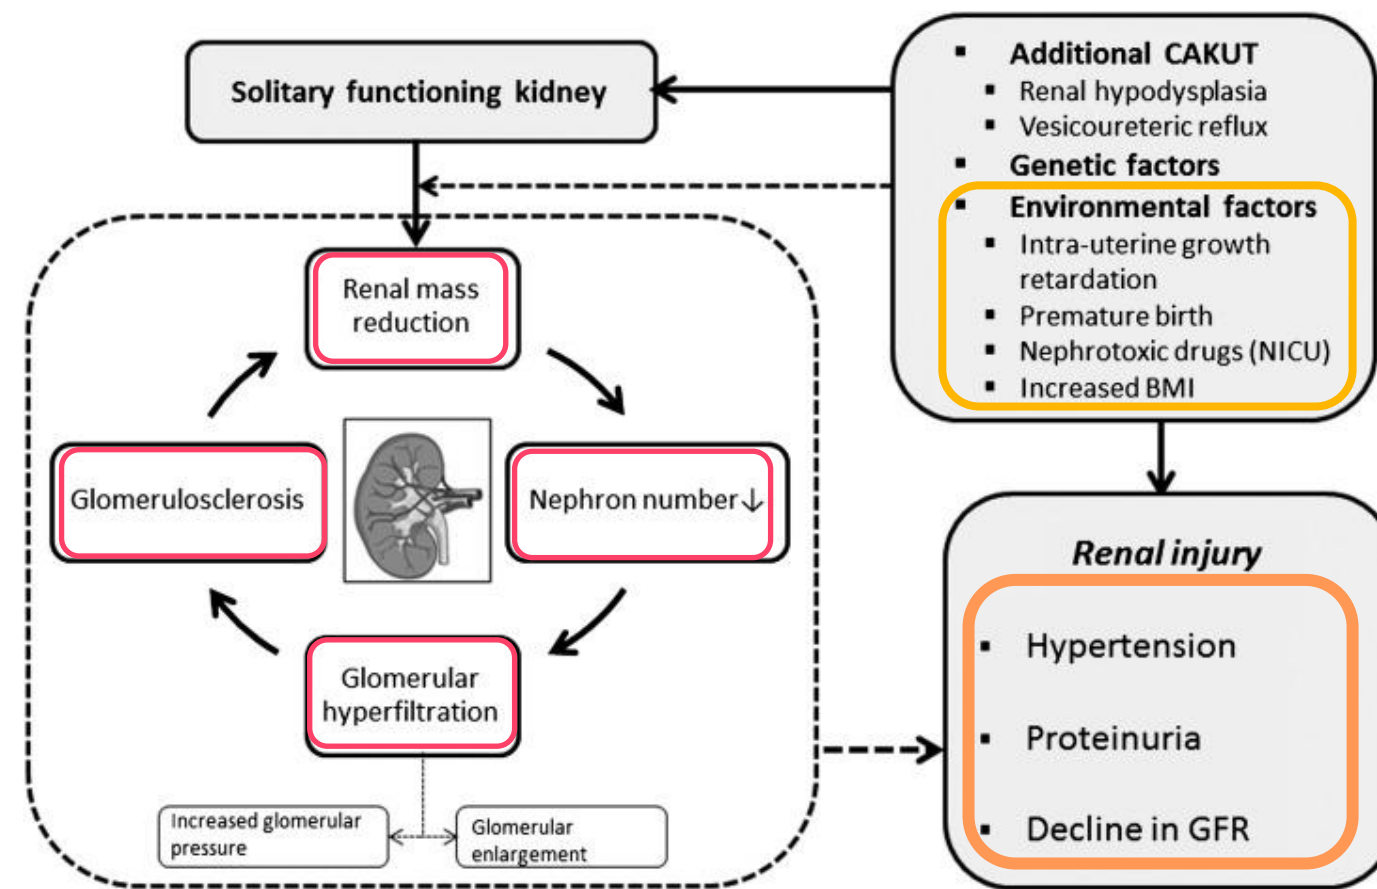 Solitary functioning kidney
▪ Additional CAKUT
▪ Renal hypodysplasia
▪ Vesicoureteric reflux
▪ Genetic factors
▪ Environmental factors
▪ Intra-uterine growth
retardation
▪ Premature birth
▪ Nephrotoxic drugs (NICU)
▪ Increased BMI
Renal mass
reduction
Glomerulosclerosis
Nephron number↓
Glomerular
hyperfiltration
Increased glomerular
pressure
Glomerular
enlargement
Renal injury
▪ Hypertension
▪ Proteinuria
▪ Decline in GFR